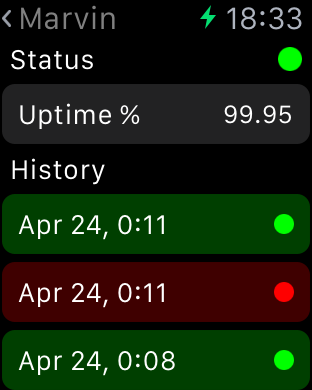 Marvin 18:33
Status
Uptime % 99.95
History
Apr 24, 0:11
Apr 24, 0:11
Apr 24, 0:08